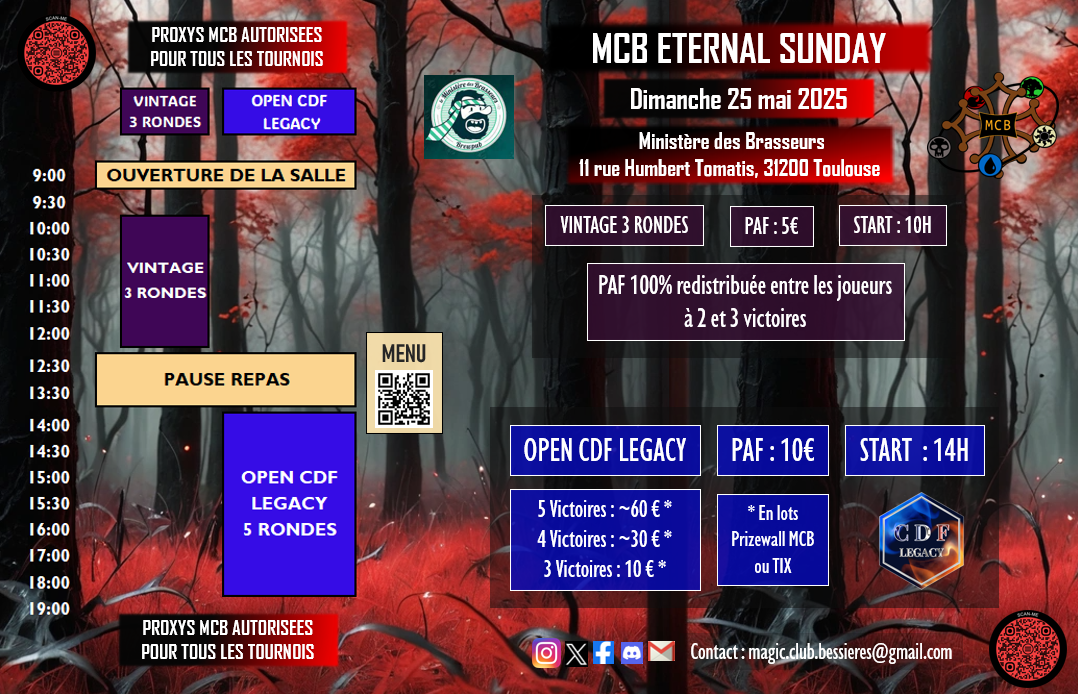 SCAN-ME
PROXYS MCB AUTORISEES
POUR TOUS LES TOURNOIS
VINTAGE
3 RONDES
OPEN CDF
LEGACY
9:00
OUVERTURE DE LA SALLE
9:30
10:00
10:30
11:00
11:30
12:00
VINTAGE
3 RONDES
12:30
13:30
PAUSE REPAS
14:00
14:30
15:00
15:30
16:00
17:00
18:00
19:00
OPEN CDF
LEGACY
5 RONDES
PROXYS MCB AUTORISEES
POUR TOUS LES TOURNOIS
MENU
le Ministère des Brasseurs
Brewpub
MCB ETERNAL SUNDAY
Dimanche 25 mai 2025
Ministère des Brasseurs
11 rue Humbert Tomatis, 31200 Toulouse
MCB
VINTAGE 3 RONDES
PAF : 5€
START : 10H
PAF 100% redistribuée entre les joueurs
à 2 et 3 victoires
OPEN CDF LEGACY
PAF : 10€
START : 14H
5 Victoires : ~60 € *
4 Victoires : ~30 € *
3 Victoires : 10 € *
* En lots
Prizewall MCB
ou TIX
CDF
LEGACY
Contact : magic.club.bessieres@gmail.com
SCAN-ME